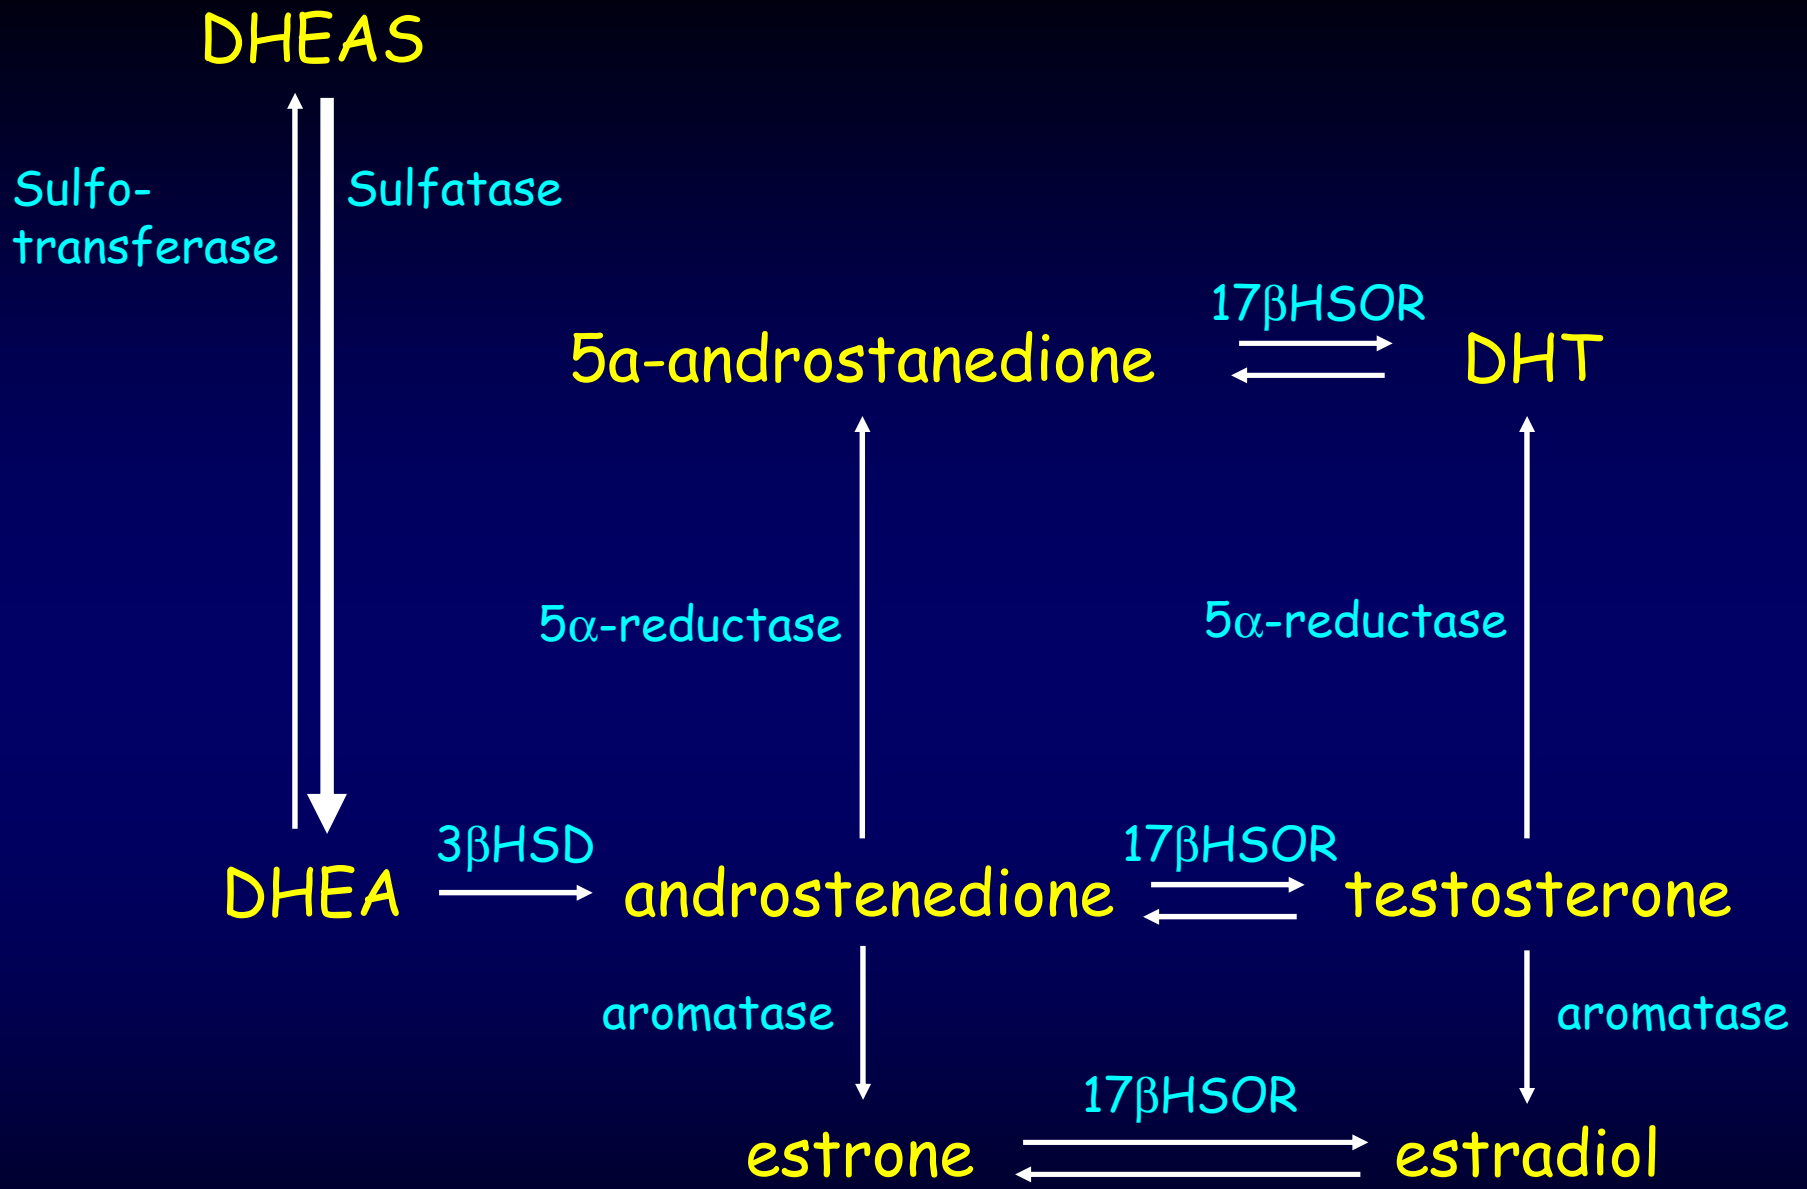 DHEAS
Sulfo-
transferase
Sulfatase
17βHSOR
5a-androstanedione
DHT
5α-reductase
5α-reductase
3βHSD
17βHSOR
DHEA
androstenedione
testosterone
aromatase
aromatase
17βHSOR
estrone
estradiol